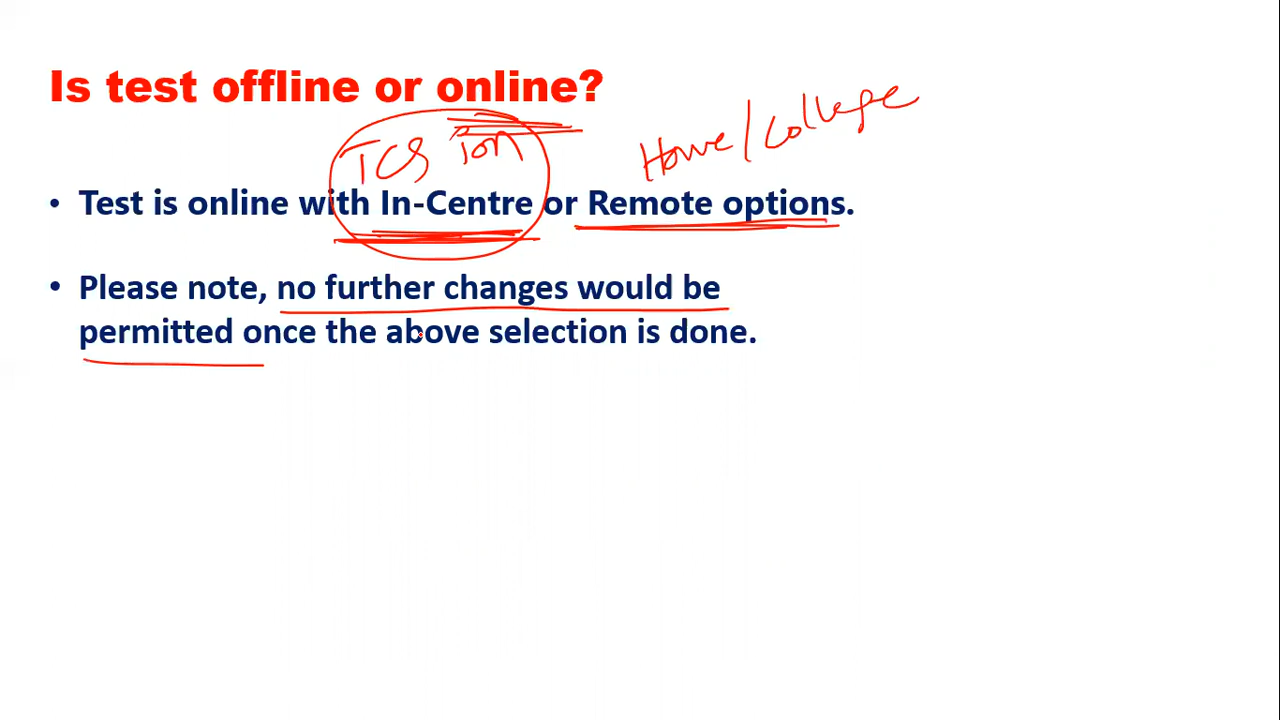 Is test offline or online?
TCS ion
Home/College
• Test is online with In-Centre or Remote options.
• Please note, no further changes would be
permitted once the above selection is done.